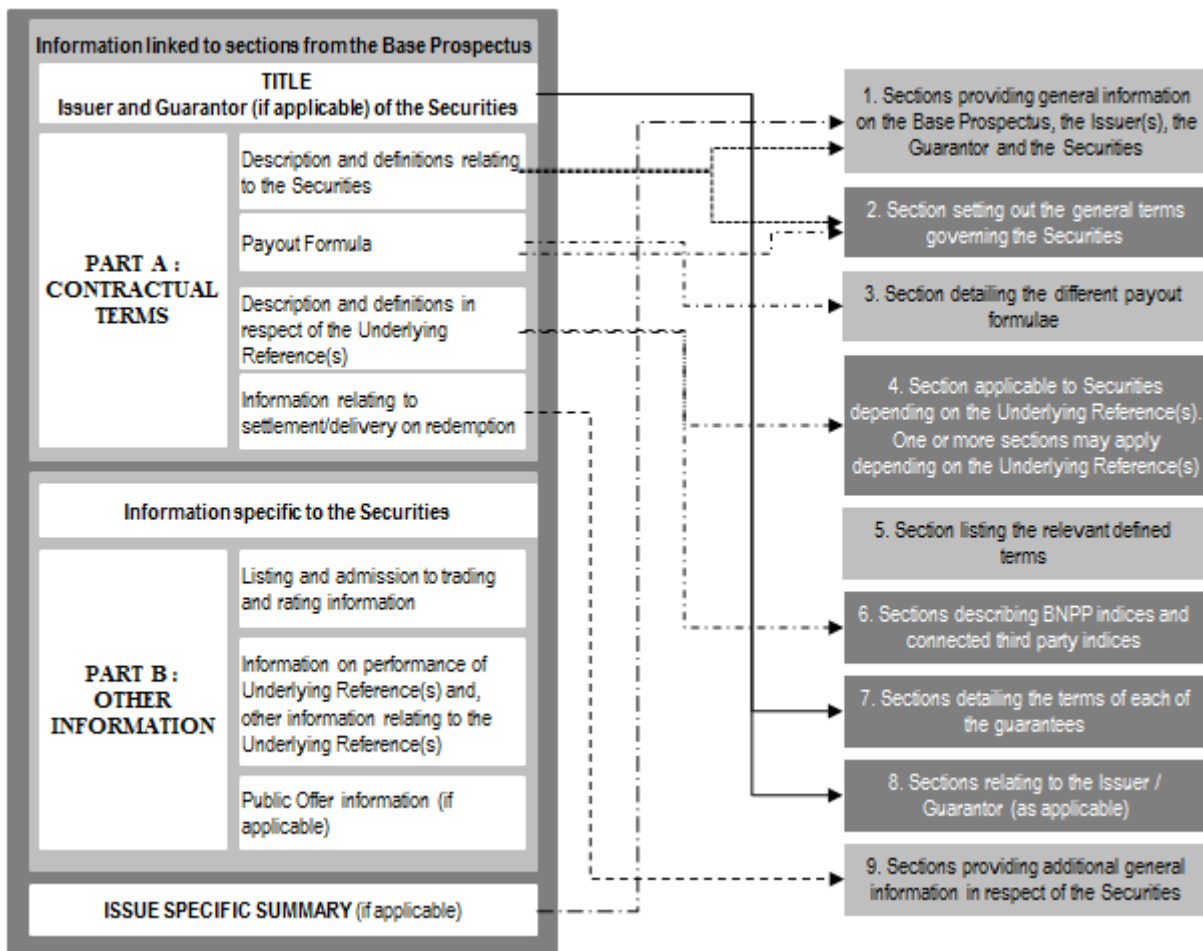 Information linked to sections from the Base Prospectus
TITLE
Issuer and Guarantor (if applicable) of the Securities
PART A :
CONTRACTUAL
TERMS
Description and definitions relating
to the Securities
Payout Formula
Description and definitions in
respect of the Underlying
Reference(s)
Information relating to
settlement/delivery on redemption
Information specific to the Securities
PART B :
OTHER
INFORMATION
Listing and admission to trading
and rating information
Information on performance of
Underlying Reference(s) and,
other information relating to the
Underlying Reference(s)
Public Offer information (if
applicable)
ISSUE SPECIFIC SUMMARY (if applicable)
1. Sections providing general information
on the Base Prospectus, the Issuer(s), the
Guarantor and the Securities
2. Section setting out the general terms
governing the Securities
3. Section detailing the different payout
formulae
4. Section applicable to Securities
depending on the Underlying Reference(s).
One or more sections may apply
depending on the Underlying Reference(s)
5. Section listing the relevant defined
terms
6. Sections describing BNPP indices and
connected third party indices
7. Sections detailing the terms of each of
the guarantees
8. Sections relating to the Issuer /
Guarantor (as applicable)
9. Sections providing additional general
information in respect of the Securities